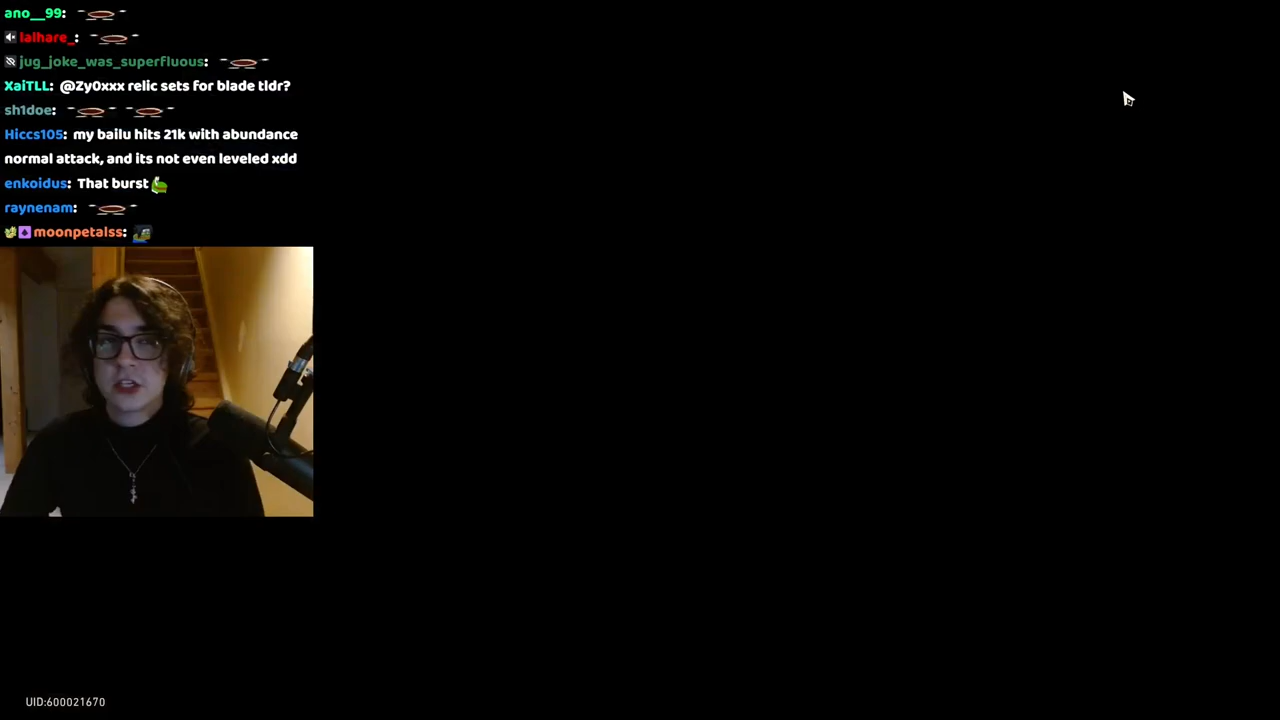 ano__99:
lalhare_:
jug_joke_was_superfluous:
XaiTLL: @Zy0xxx relic sets for blade tldr?
sh1doe:
Hiccs105: my bailu hits 21k with abundance
normal attack, and its not even leveled xdd
enkoidus: That burst
raynenam:
moonpetalss:
UID:600021670